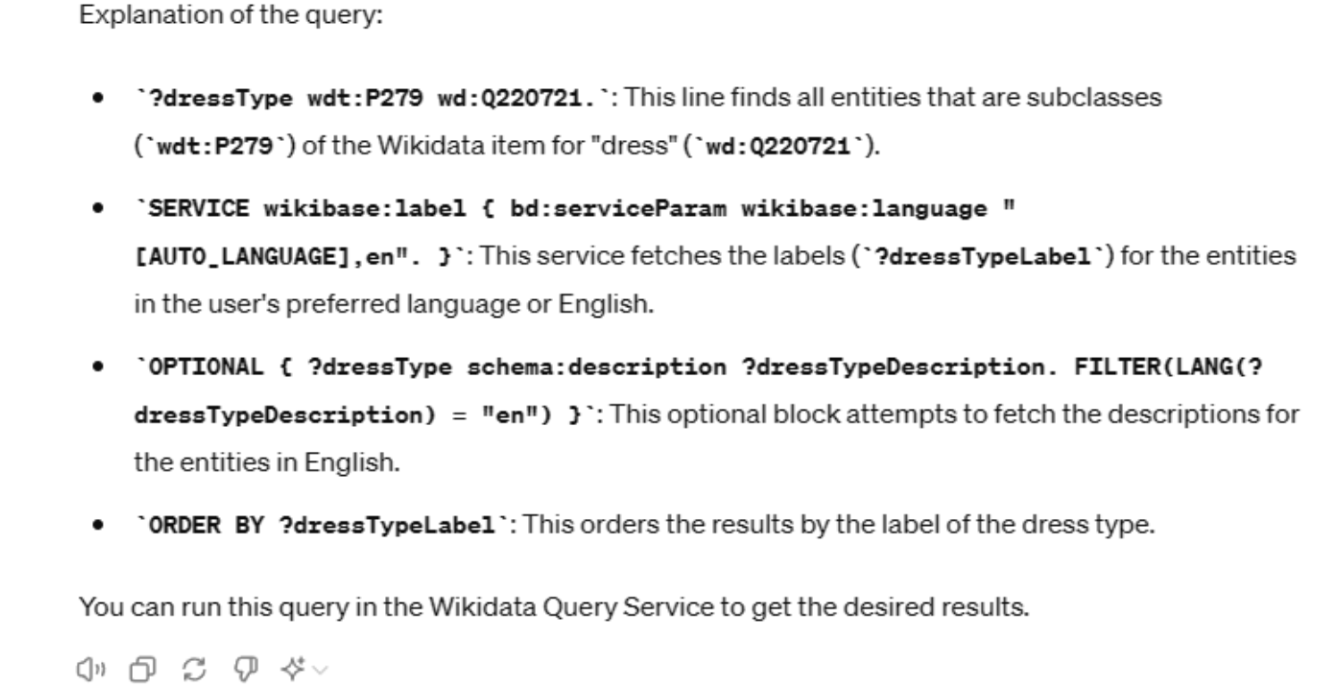 Explanation of the query:
• `?dressType wdt:P279 wd:Q220721.`: This line finds all entities that are subclasses
(`wdt:P279`) of the Wikidata item for "dress" (`wd:Q220721`).
• `SERVICE wikibase:label { bd:serviceParam wikibase:language "
[AUTO_LANGUAGE],en". }`: This service fetches the labels (`?dressTypeLabel`) for the entities
in the user's preferred language or English.
• `OPTIONAL { ?dressType schema:description ?dressTypeDescription. FILTER(LANG(?
dressTypeDescription) = "en") }`: This optional block attempts to fetch the descriptions for
the entities in English.
• `ORDER BY ?dressTypeLabel`: This orders the results by the label of the dress type.
You can run this query in the Wikidata Query Service to get the desired results.